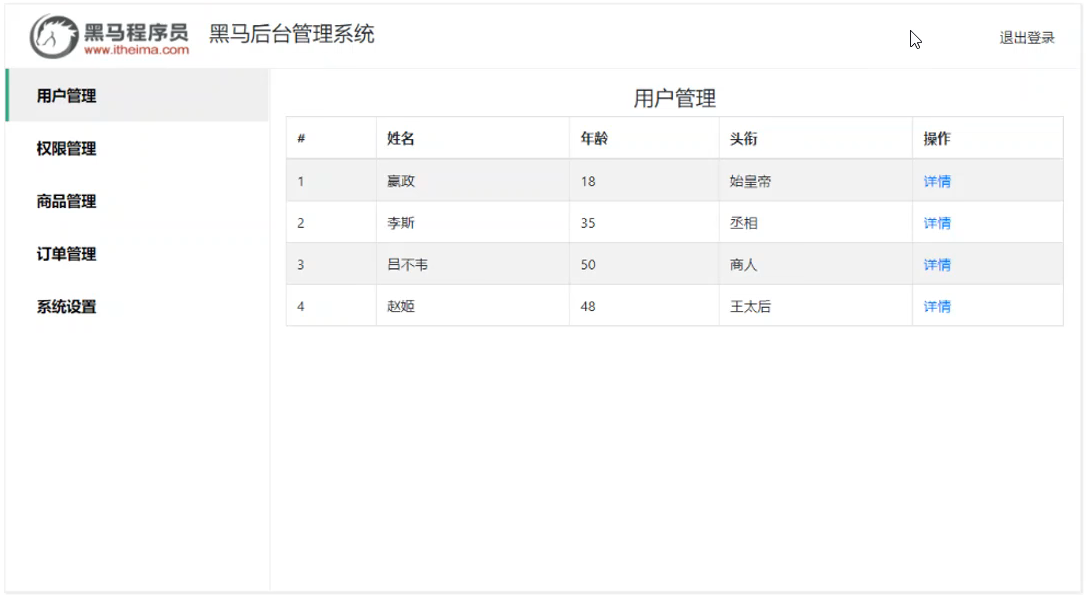 黑马程序员
www.itheima.com
黑马后台管理系统
退出登录
用户管理
权限管理
商品管理
订单管理
系统设置
用户管理
# 姓名 年龄 头衔 操作
1 嬴政 18 始皇帝 详情
2 李斯 35 丞相 详情
3 吕不韦 50 商人 详情
4 赵姬 48 王太后 详情